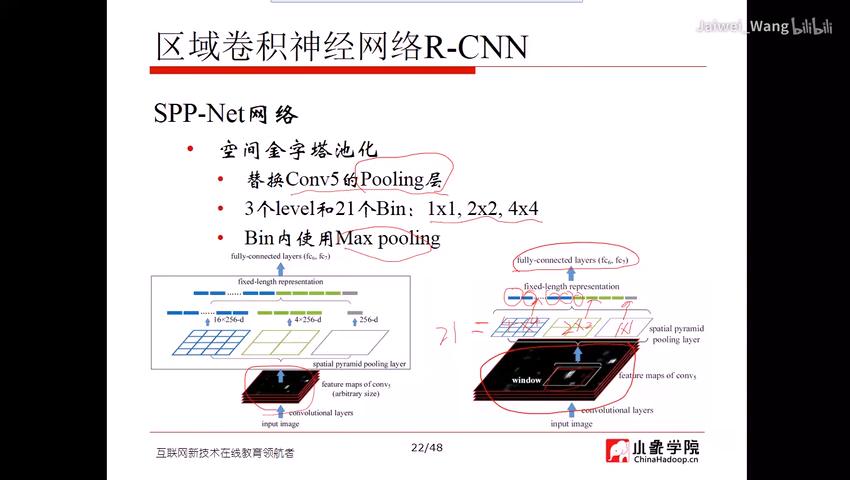 Jaiwei_Wang bilibili
区域卷积神经网络R-CNN
SPP-Net网络
• 空间金字塔池化
• 替换Conv5的Pooling层
• 3个level和21个Bin：1x1, 2x2, 4x4
• Bin内使用Max pooling
fully-connected layers (fc₆, fc₇)
fixed-length representation
16×256-d 4×256-d 256-d
spatial pyramid pooling layer
feature maps of conv₅
(arbitrary size)
convolutional layers
input image
fully-connected layers (fc₆, fc₇)
fixed-length representation
21 = 4x4 2x2 1x1
spatial pyramid
pooling layer
window
feature maps of conv₅
convolutional layers
input image
互联网新技术在线教育领航者
22/48
小象学院
ChinaHadoop.cn